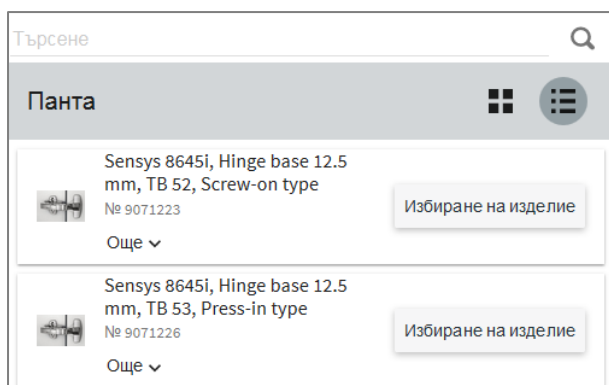 Търсене
Панта
Sensys 8645i, Hinge base 12.5
mm, TB 52, Screw-on type
№ 9071223
Избиране на изделие
Още
Sensys 8645i, Hinge base 12.5
mm, TB 53, Press-in type
№ 9071226
Избиране на изделие
Още